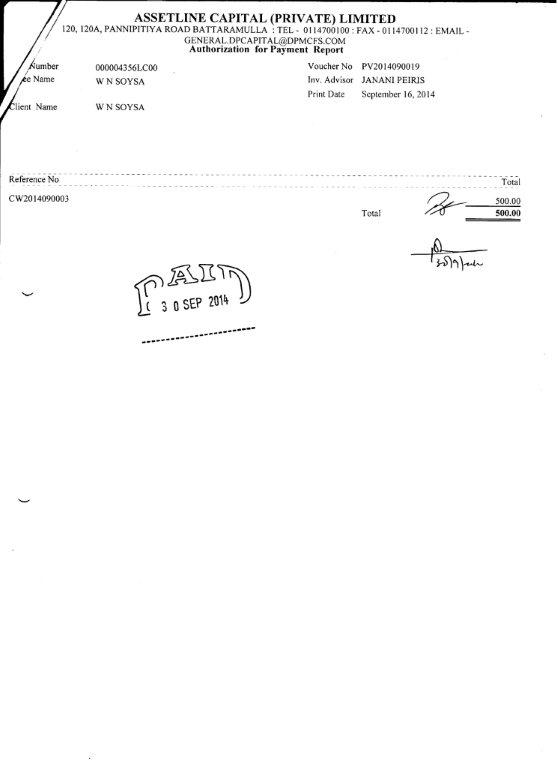 ASSETLINE CAPITAL (PRIVATE) LIMITED
120, 120A, PANNIPITIYA ROAD BATTARAMULLA : TEL - 0114700100 : FAX - 0114700112 : EMAIL -
GENERAL.DPCAPITAL@DPMCFS.COM
Authorization for Payment Report
Number 000004356LC00 Voucher No PV2014090019
ee Name W N SOYSA Inv. Advisor JANANI PEIRIS
Print Date September 16, 2014
Client Name W N SOYSA
Reference No Total
CW2014090003 500.00
Total 500.00
PAID
30 SEP 2014